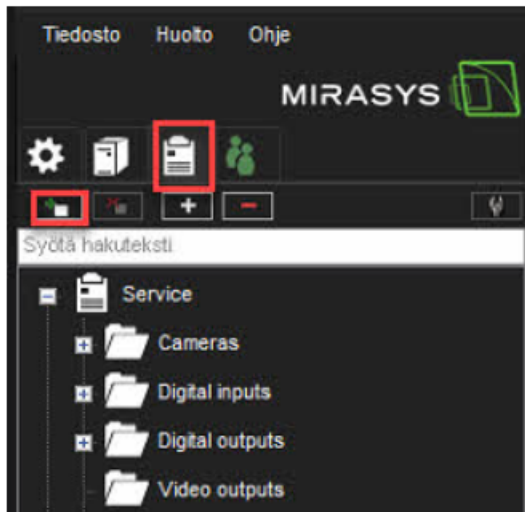 Tiedosto Huolto Ohje
MIRASYS
Syötä hakuteksti
Service
Cameras
Digital inputs
Digital outputs
Video outputs